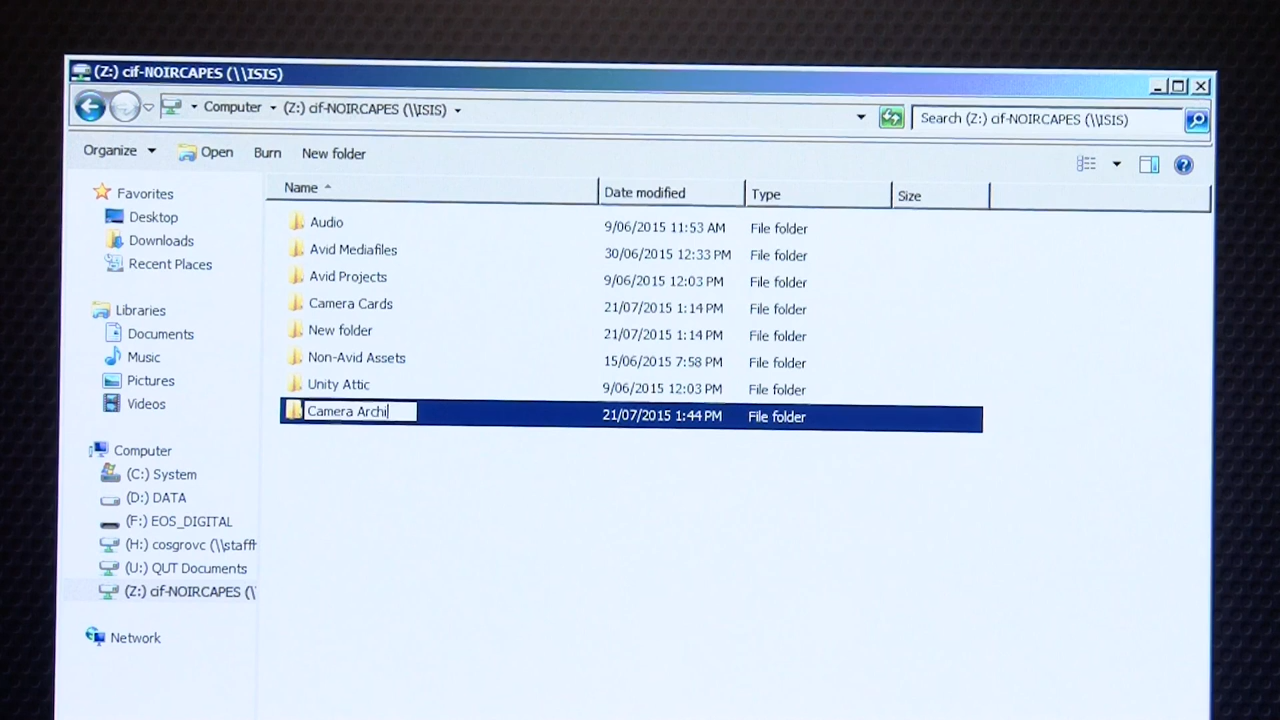 (Z:) cif-NOIRCAPES (\\ISIS)
Computer (Z:) cif-NOIRCAPES (\\ISIS) Search (Z:) cif-NOIRCAPES (\\ISIS)
Organize Open Burn New folder
Name Date modified Type Size
Favorites
Desktop
Downloads
Recent Places
Libraries
Documents
Music
Pictures
Videos
Computer
(C:) System
(D:) DATA
(F:) EOS_DIGITAL
(H:) cosgrovc (\\staffh
(U:) QUT Documents
(Z:) cif-NOIRCAPES (\'
Network
Audio 9/06/2015 11:53 AM File folder
Avid Mediafiles 30/06/2015 12:33 PM File folder
Avid Projects 9/06/2015 12:03 PM File folder
Camera Cards 21/07/2015 1:14 PM File folder
New folder 21/07/2015 1:14 PM File folder
Non-Avid Assets 15/06/2015 7:58 PM File folder
Unity Attic 9/06/2015 12:03 PM File folder
Camera Archi 21/07/2015 1:44 PM File folder